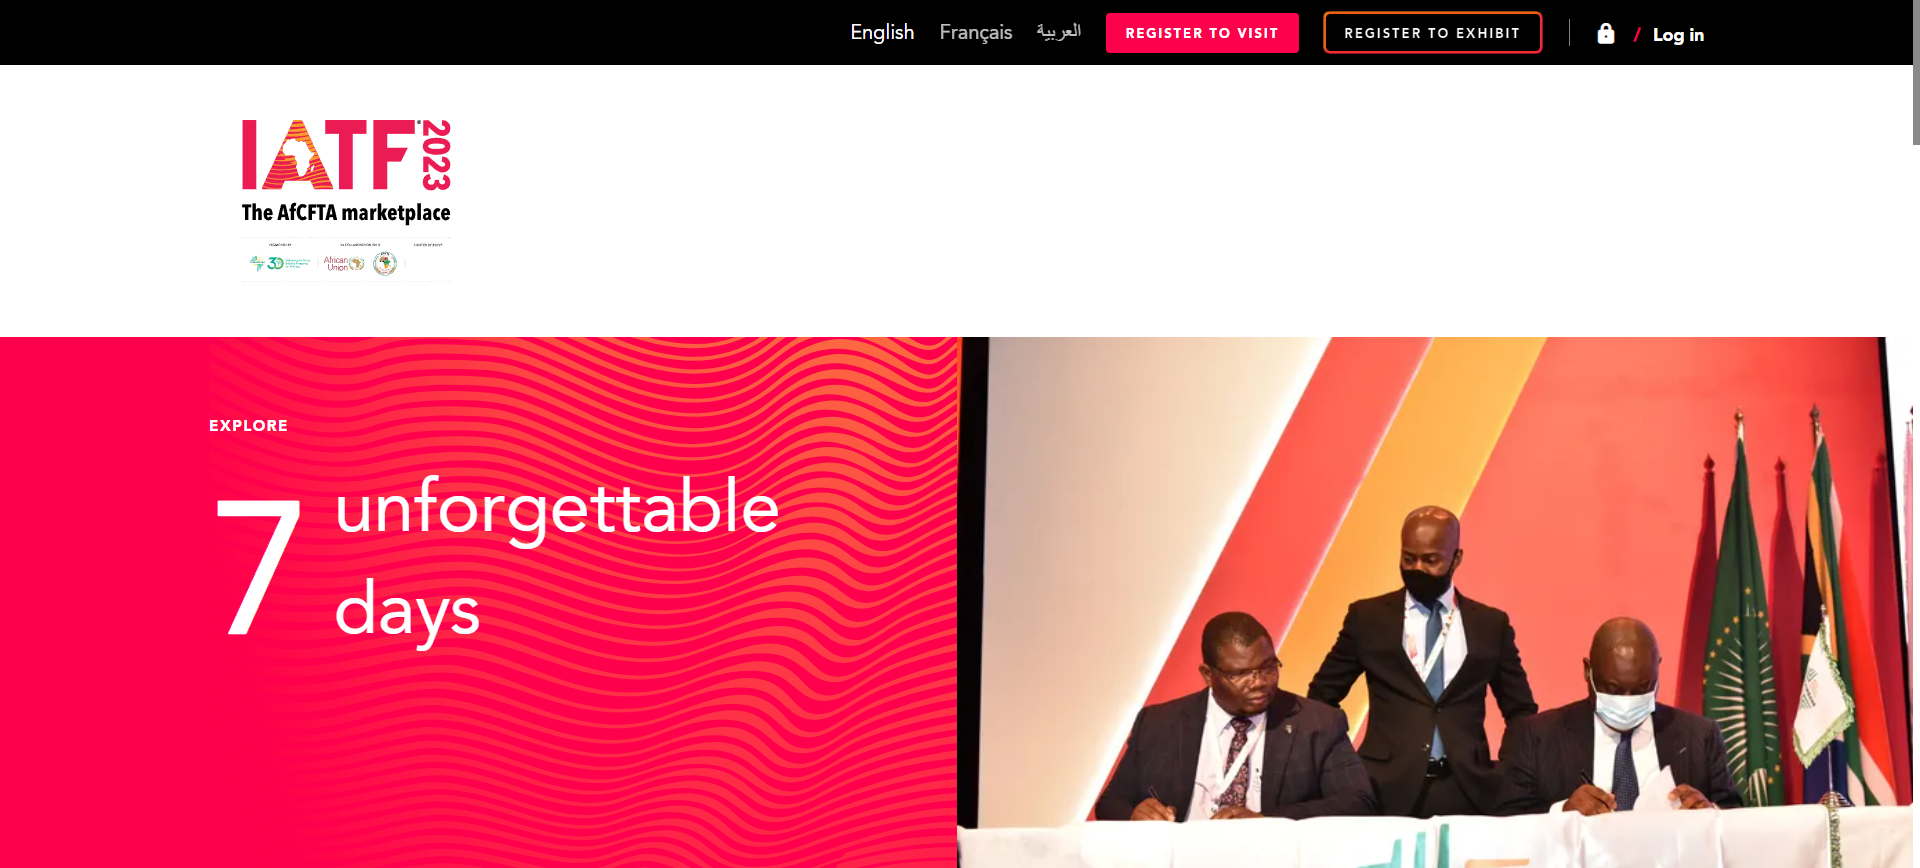 English
Français
العربية
REGISTER TO VISIT
REGISTER TO EXHIBIT
/ Log in
IATF 2023
The AfCFTA marketplace
30
African
Union
EXPLORE
7 unforgettable
days